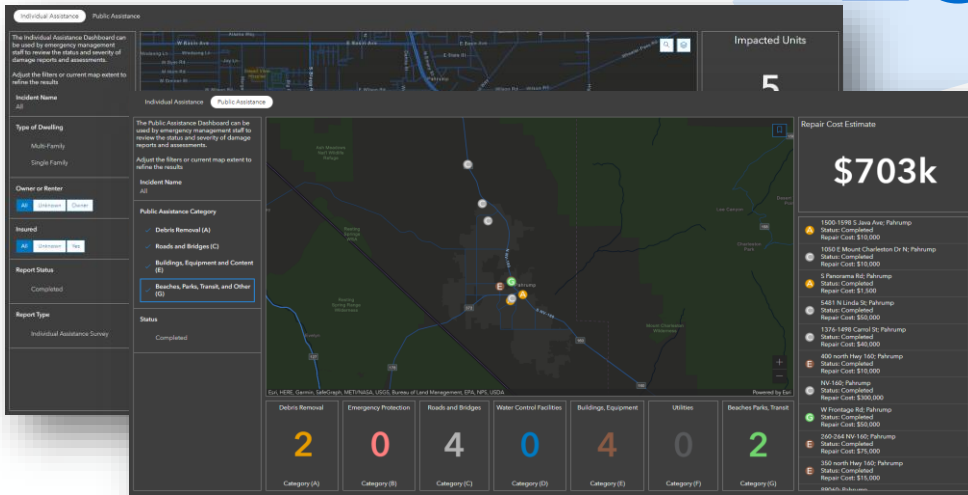 Individual Assistance Public Assistance
The Individual Assistance Dashboard can
be used by emergency management
staff to review the status and severity of
damage reports and assessments.
Adjust the filters or current map extent to
refine the results
Incident Name
All
Type of Dwelling
Multi-Family
Single Family
Owner or Renter
All Unknown Owner
Insured
All Unknown Yes
Report Status
Completed
Report Type
Individual Assistance Survey
W Basin Ave
E Basin Ave
Impacted Units
5
Individual Assistance Public Assistance
The Public Assistance Dashboard can be
used by emergency management staff to
review the status and severity of damage
reports and assessments.
Adjust the filters or current map extent to
refine the results
Incident Name
All
Public Assistance Category
Debris Removal (A)
Roads and Bridges (C)
Buildings, Equipment and Content
(E)
Beaches, Parks, Transit, and Other
(G)
Status
Completed
Pahrump
Esri, HERE, Garmin, SafeGraph, METI/NASA, USGS, Bureau of Land Management, EPA, NPS, USDA
Powered by Esri
Repair Cost Estimate
$703k
A
1500-1598 S Java Ave; Pahrump
Status: Completed
Repair Cost: $10,000
C
1050 E Mount Charleston Dr N; Pahrump
Status: Completed
Repair Cost: $10,000
A
S Panorama Rd; Pahrump
Status: Completed
Repair Cost: $1,500
C
5481 N Linda St; Pahrump
Status: Completed
Repair Cost: $50,000
C
1376-1498 Carrol St; Pahrump
Status: Completed
Repair Cost: $40,000
E
400 north Hwy 160; Pahrump
Status: Completed
Repair Cost: $10,000
C
NV-160; Pahrump
Status: Completed
Repair Cost: $300,000
G
W Frontage Rd; Pahrump
Status: Completed
Repair Cost: $50,000
E
260-264 NV-160; Pahrump
Status: Completed
Repair Cost: $75,000
E
350 north Hwy 160; Pahrump
Status: Completed
Repair Cost: $15,000
Debris Removal
2
Category (A)
Emergency Protection
0
Category (B)
Roads and Bridges
4
Category (C)
Water Control Facilities
0
Category (D)
Buildings, Equipment
4
Category (E)
Utilities
0
Category (F)
Beaches Parks, Transit
2
Category (G)